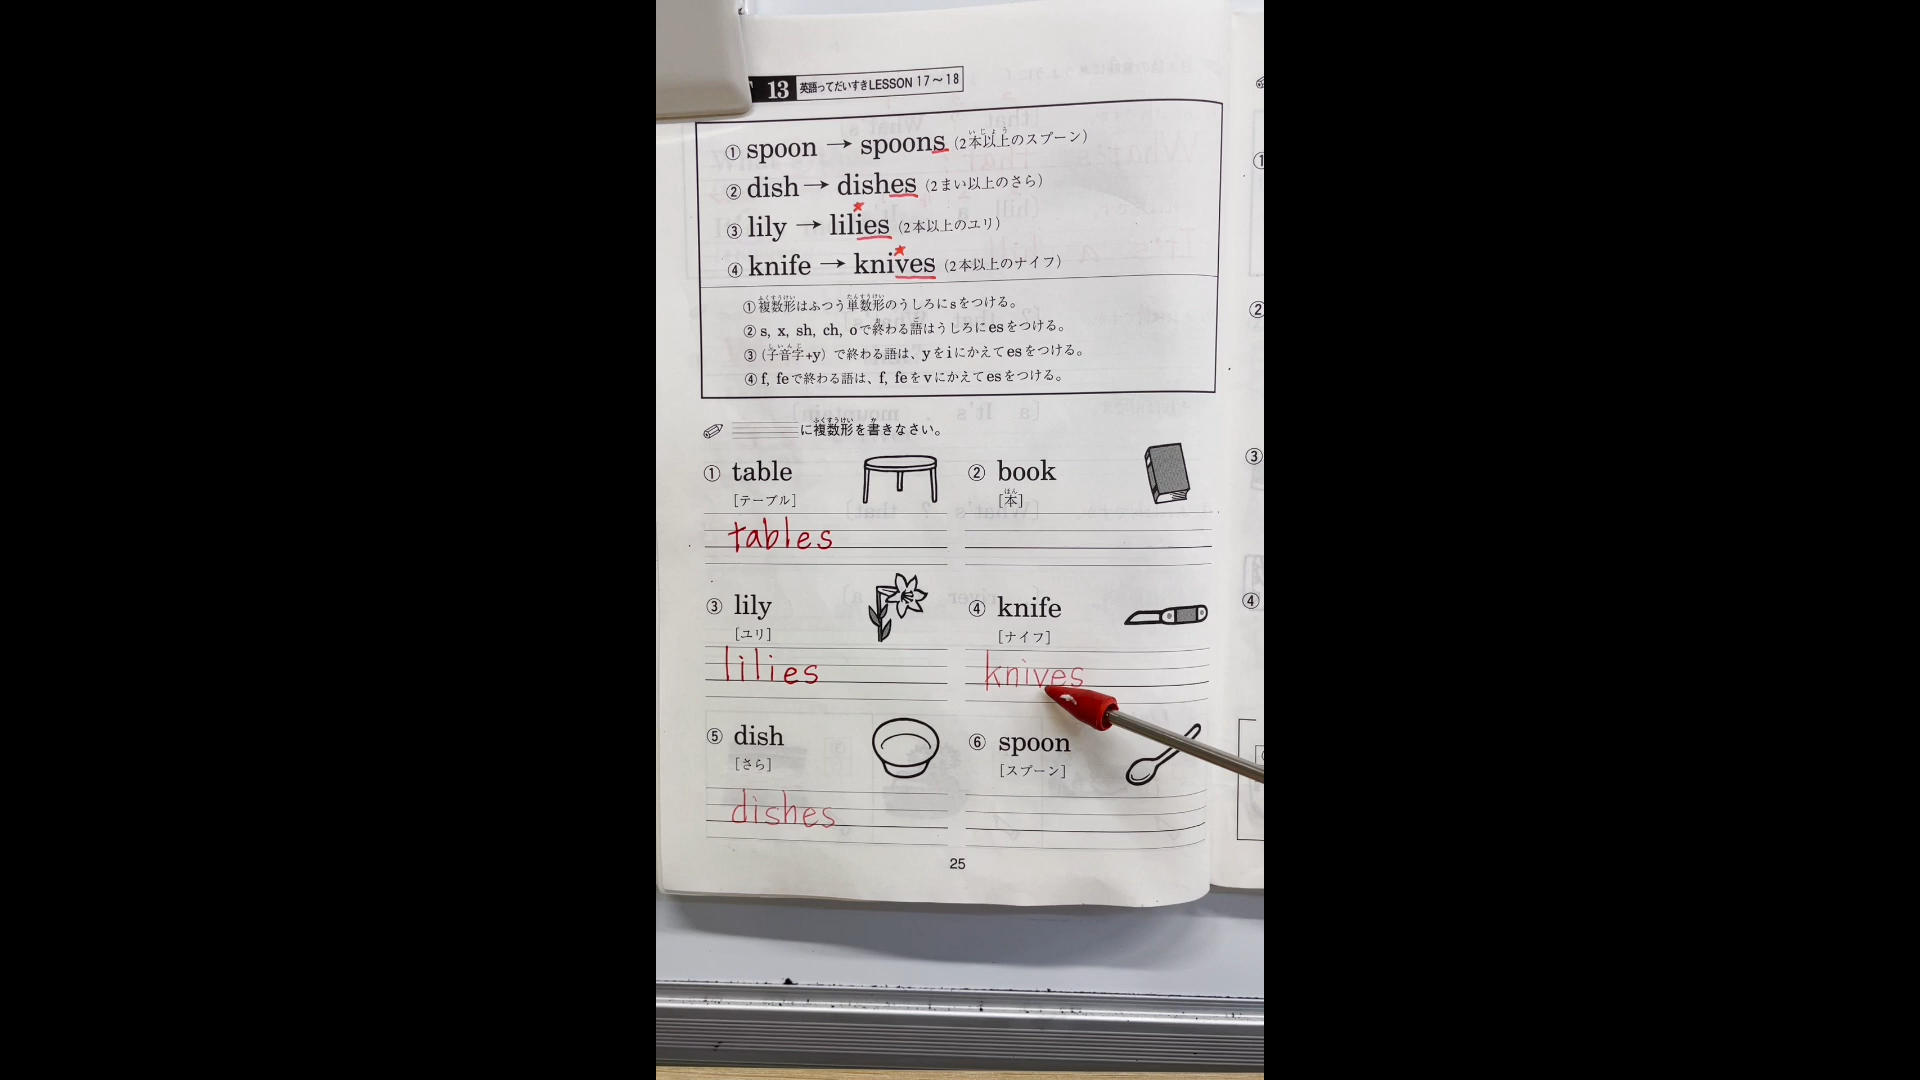 13 英語ってだいすきLESSON 17～18
① spoon → spoons (2本以上のスプーン)
② dish → dishes (2まい以上のさら)
③ lily → lilies (2本以上のユリ)
④ knife → knives (2本以上のナイフ)
①複数形はふつう単数形のうしろにsをつける。
②s, x, sh, ch, oで終わる語はうしろにesをつける。
③(子音字+y) で終わる語は、yをiにかえてesをつける。
④f, feで終わる語は、f, feをvにかえてesをつける。
に複数形を書きなさい。
① table
[テーブル]
tables
② book
[本]
③ lily
[ユリ]
lilies
④ knife
[ナイフ]
knives
⑤ dish
[さら]
dishes
⑥ spoon
[スプーン]
25
①
②
③
④